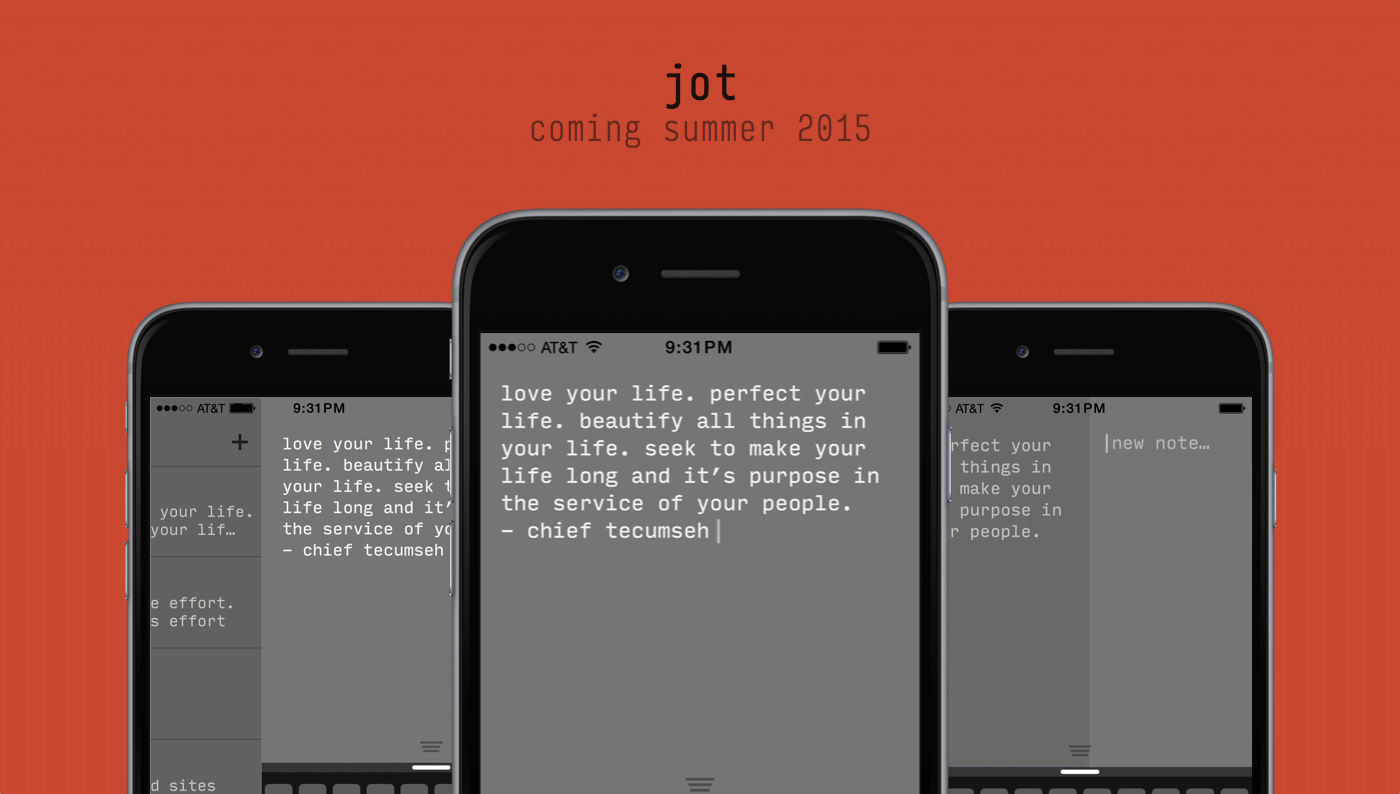 jot
coming summer 2015
AT&T 9:31PM
+
your life.
your lif…
e effort.
s effort
d sites
love your life. p
life. beautify al
your life. seek t
life long and it’
the service of yo
– chief tecumseh
AT&T 9:31PM
love your life. perfect your
life. beautify all things in
your life. seek to make your
life long and it’s purpose in
the service of your people.
– chief tecumseh
AT&T 9:31PM
rfect your
things in
make your
purpose in
r people.
new note…